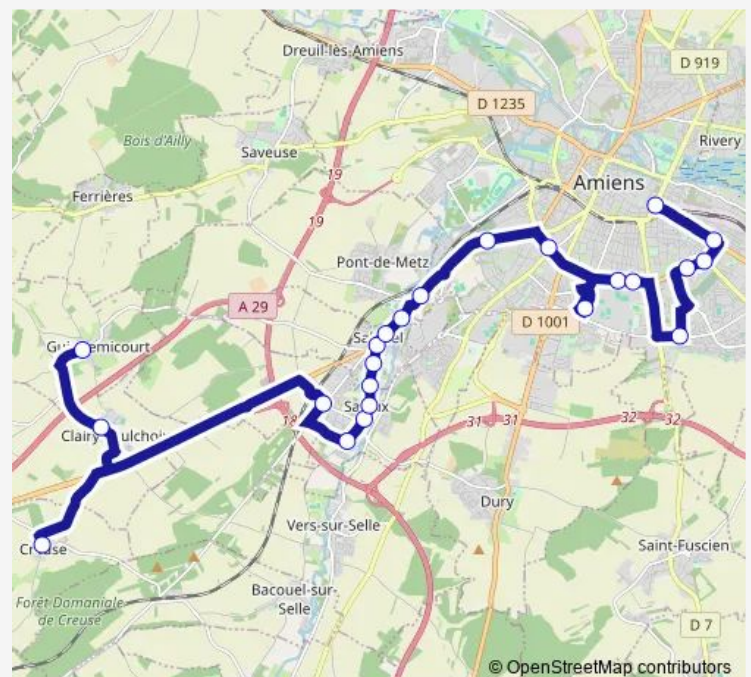 Dreuil-lès-Amiens
D 919
D 1235
Bois d'Ailly
Rivery
Saveuse
19
Amiens
Ferrières
19
Pont-de-Metz
A 29
D 1001
18
31
31
32
32
Dury
Vers-sur-Selle
Saint-Fuscien
Bacouel-sur-
Selle
Forêt Domaniale
de Creuse
D 7
© OpenStreetMap contributors